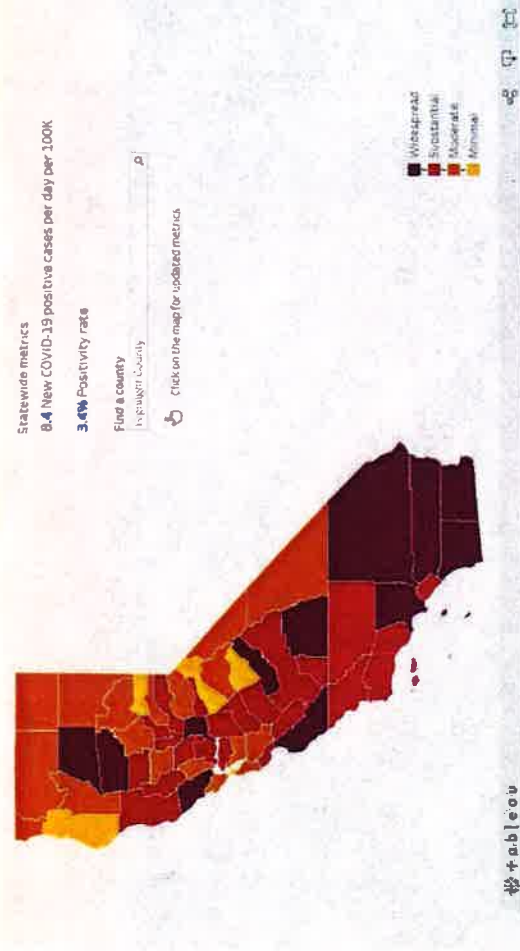 Statewide metrics
8.4 New COVID-19 positive cases per day per 100K
3.4% Positivity rate
Find a county
Click on the map for updated metrics
Widespread
Substantial
Moderate
Minimal
+ a b l e a u